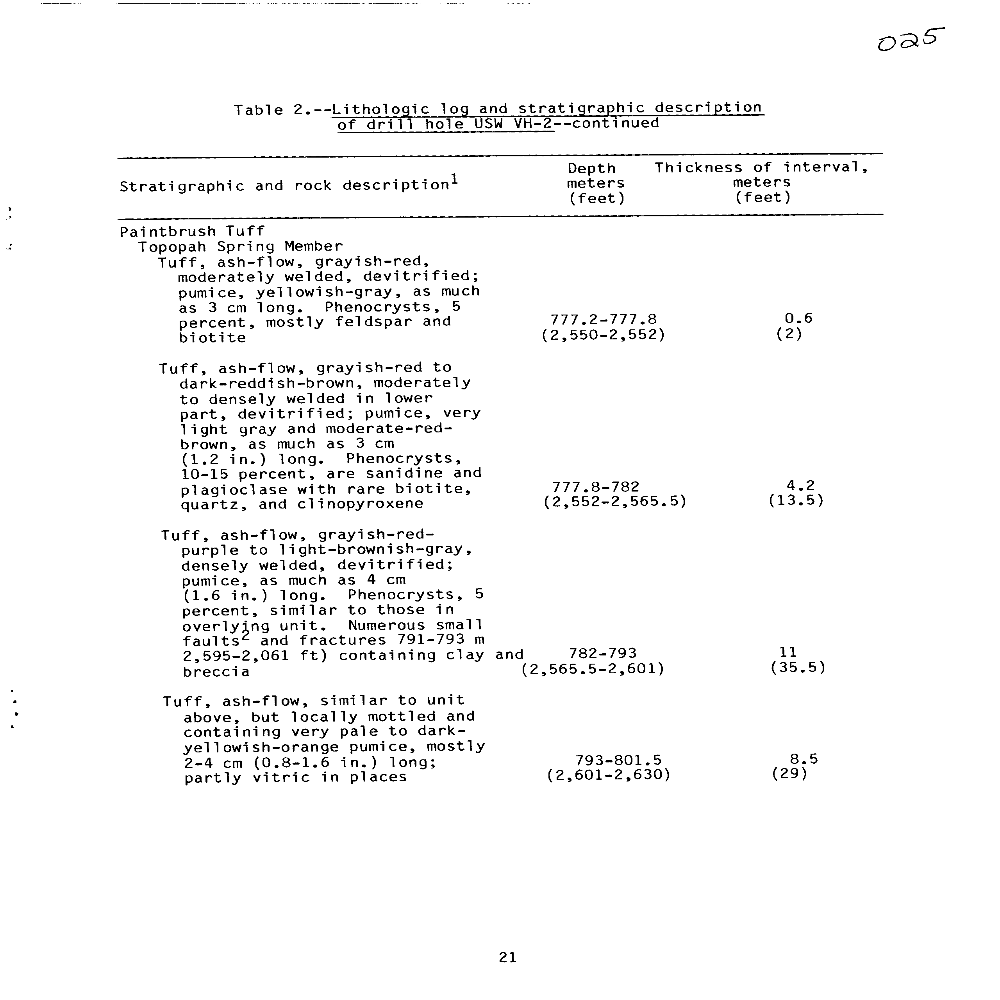 025
Table 2.--Lithologic log and stratigraphic description
of drill hole USW VH-2--continued
Stratigraphic and rock description1
Depth meters (feet)
Thickness of interval, meters (feet)
Paintbrush Tuff
Topopah Spring Member
Tuff, ash-flow, grayish-red,
moderately welded, devitrified;
pumice, yellowish-gray, as much
as 3 cm long. Phenocrysts, 5
percent, mostly feldspar and 777.2-777.8 0.6
biotite (2,550-2,552) (2)
Tuff, ash-flow, grayish-red to
dark-reddish-brown, moderately
to densely welded in lower
part, devitrified; pumice, very
light gray and moderate-red-
brown, as much as 3 cm
(1.2 in.) long. Phenocrysts,
10-15 percent, are sanidine and
plagioclase with rare biotite, 777.8-782 4.2
quartz, and clinopyroxene (2,552-2,565.5) (13.5)
Tuff, ash-flow, grayish-red-
purple to light-brownish-gray,
densely welded, devitrified;
pumice, as much as 4 cm
(1.6 in.) long. Phenocrysts, 5
percent, similar to those in
overlying unit. Numerous small
faults2 and fractures 791-793 m
2,595-2,061 ft) containing clay and 782-793 11
breccia (2,565.5-2,601) (35.5)
Tuff, ash-flow, similar to unit
above, but locally mottled and
containing very pale to dark-
yellowish-orange pumice, mostly
2-4 cm (0.8-1.6 in.) long; 793-801.5 8.5
partly vitric in places (2,601-2,630) (29)
21